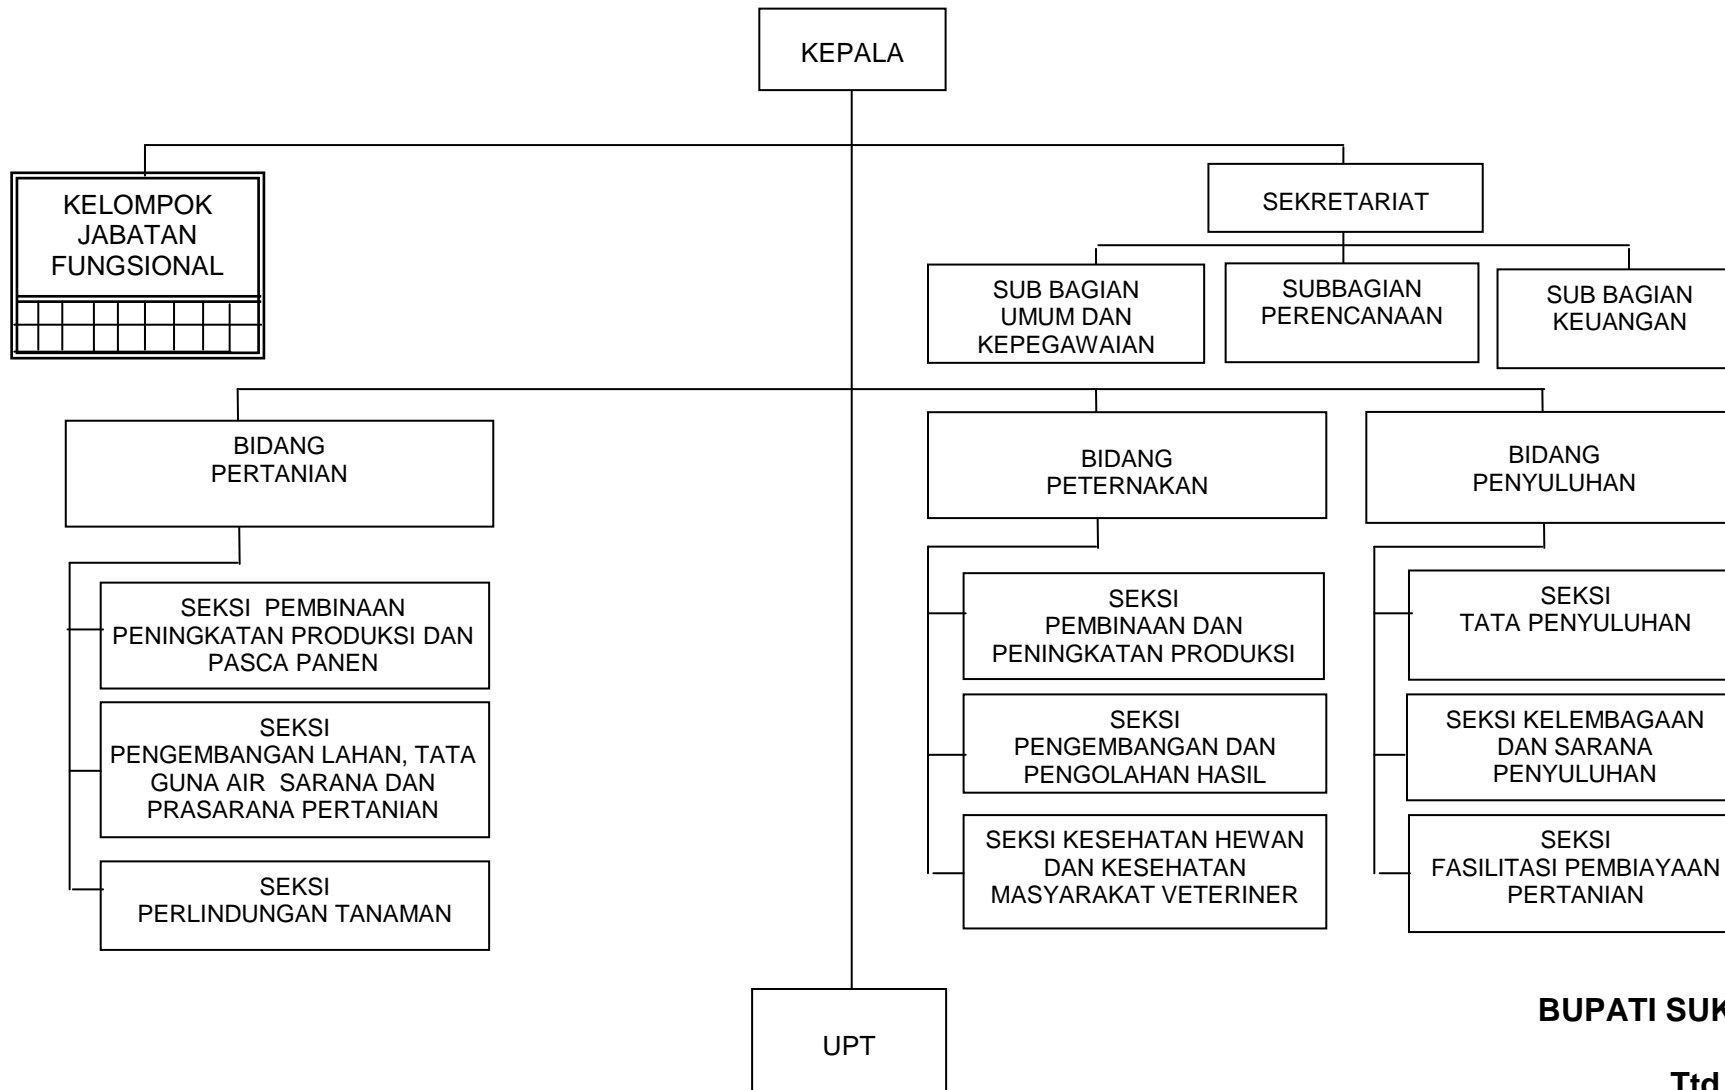 KEPALA
KELOMPOK
JABATAN
FUNGSIONAL
SEKRETARIAT
SUB BAGIAN
UMUM DAN
KEPEGAWAIAN
SUBBAGIAN
PERENCANAAN
SUB BAGIAN
KEUANGAN
BIDANG
PERTANIAN
BIDANG
PETERNAKAN
BIDANG
PENYULUHAN
SEKSI PEMBINAAN
PENINGKATAN PRODUKSI DAN
PASCA PANEN
SEKSI
PENGEMBANGAN LAHAN, TATA
GUNA AIR SARANA DAN
PRASARANA PERTANIAN
SEKSI
PERLINDUNGAN TANAMAN
SEKSI
PEMBINAAN DAN
PENINGKATAN PRODUKSI
SEKSI
PENGEMBANGAN DAN
PENGOLAHAN HASIL
SEKSI KESEHATAN HEWAN
DAN KESEHATAN
MASYARAKAT VETERINER
SEKSI
TATA PENYULUHAN
SEKSI KELEMBAGAAN
DAN SARANA
PENYULUHAN
SEKSI
FASILITASI PEMBIAYAAN
PERTANIAN
UPT
BUPATI SUK
Ttd